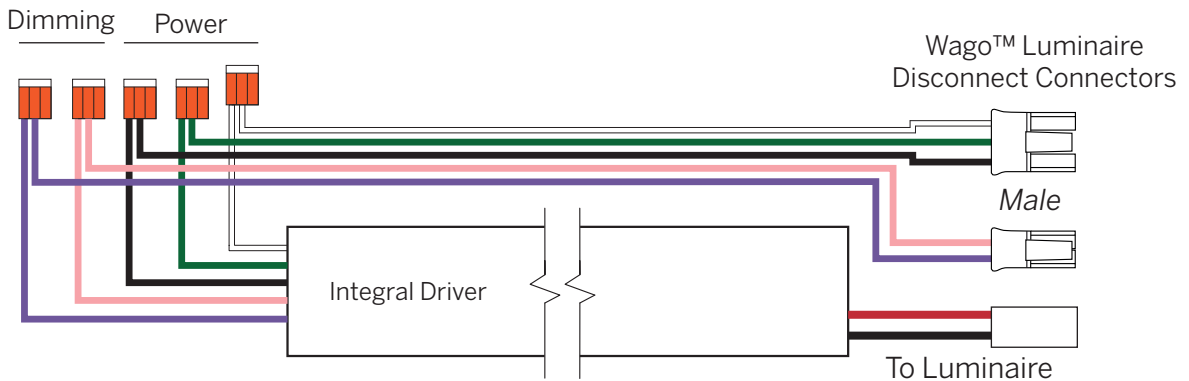 Dimming
Power
Wago™ Luminaire
Disconnect Connectors
Male
Integral Driver
To Luminaire